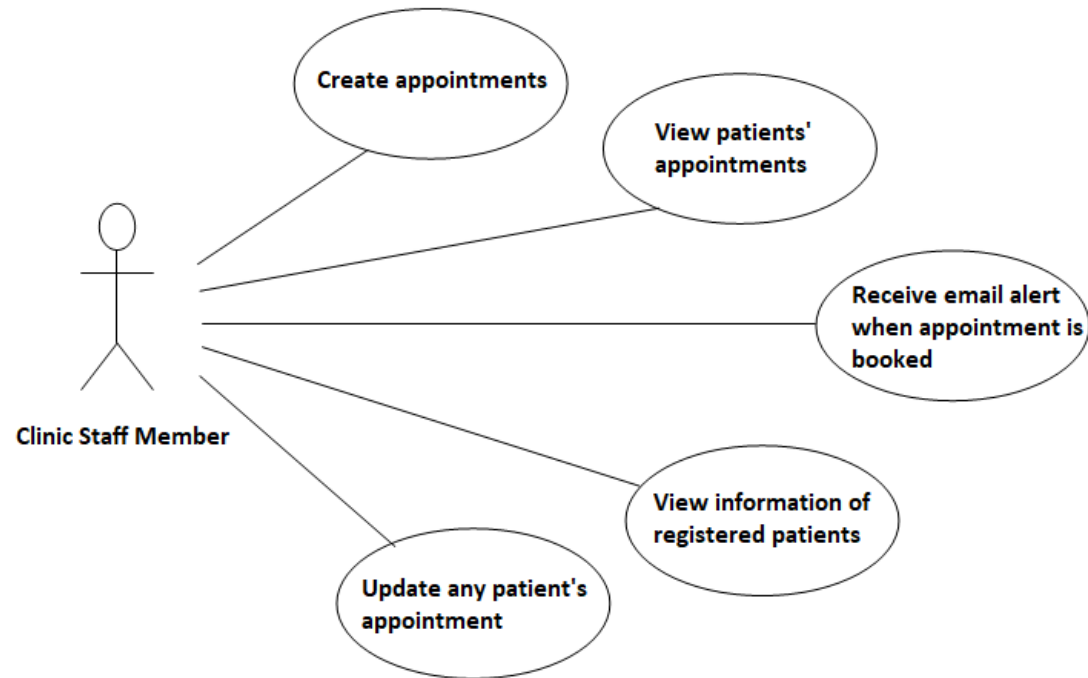 Create appointments
View patients'
appointments
Receive email alert
when appointment is
booked
Clinic Staff Member
View information of
registered patients
Update any patient's
appointment